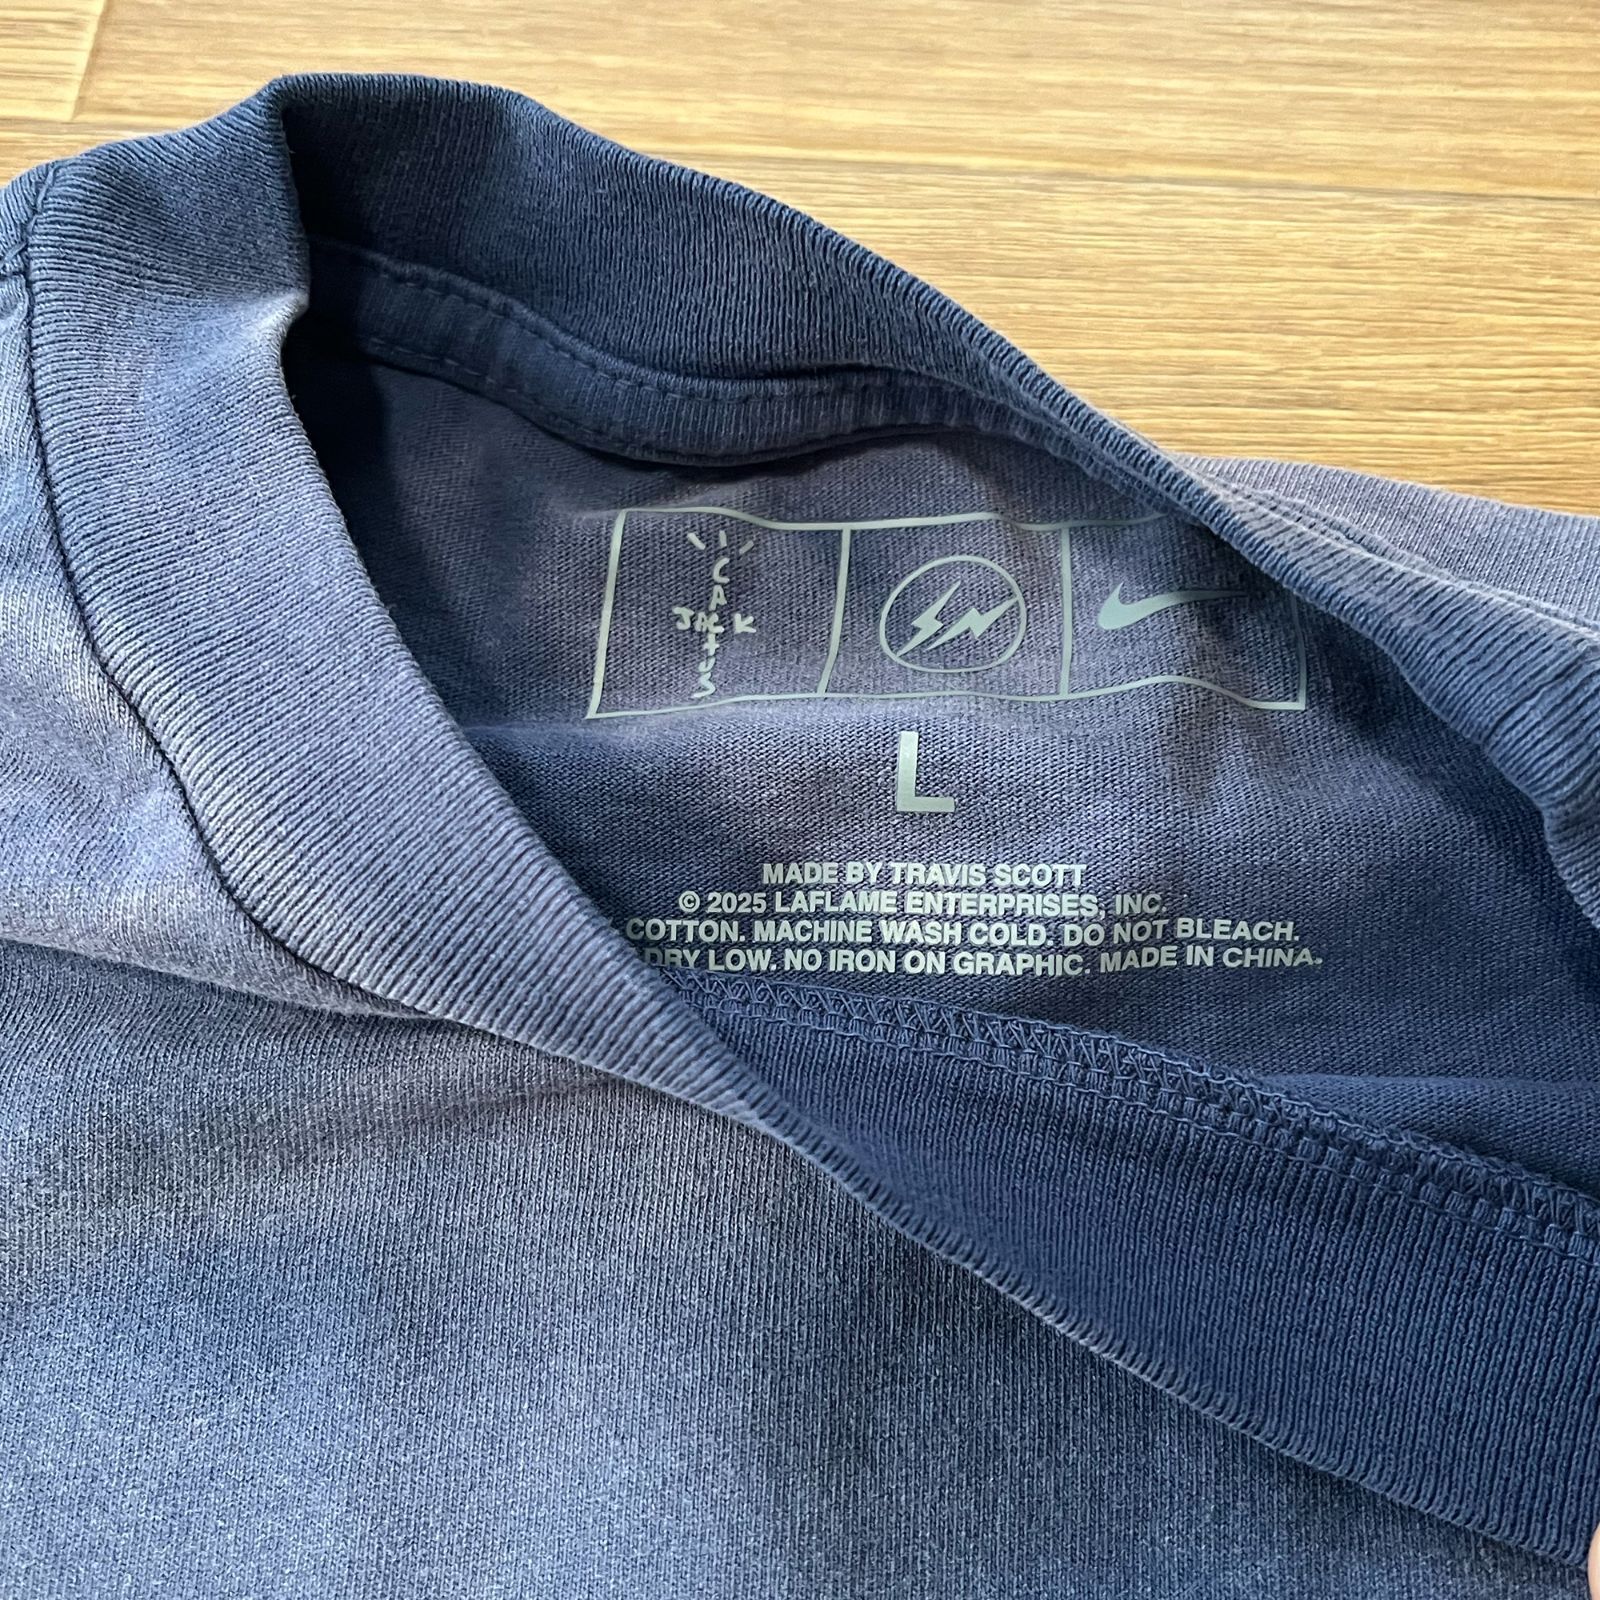 CACTUS
JACK
L
MADE BY TRAVIS SCOTT
© 2025 LAFLAME ENTERPRISES, INC.
COTTON. MACHINE WASH COLD. DO NOT BLEACH.
DRY LOW. NO IRON ON GRAPHIC. MADE IN CHINA.